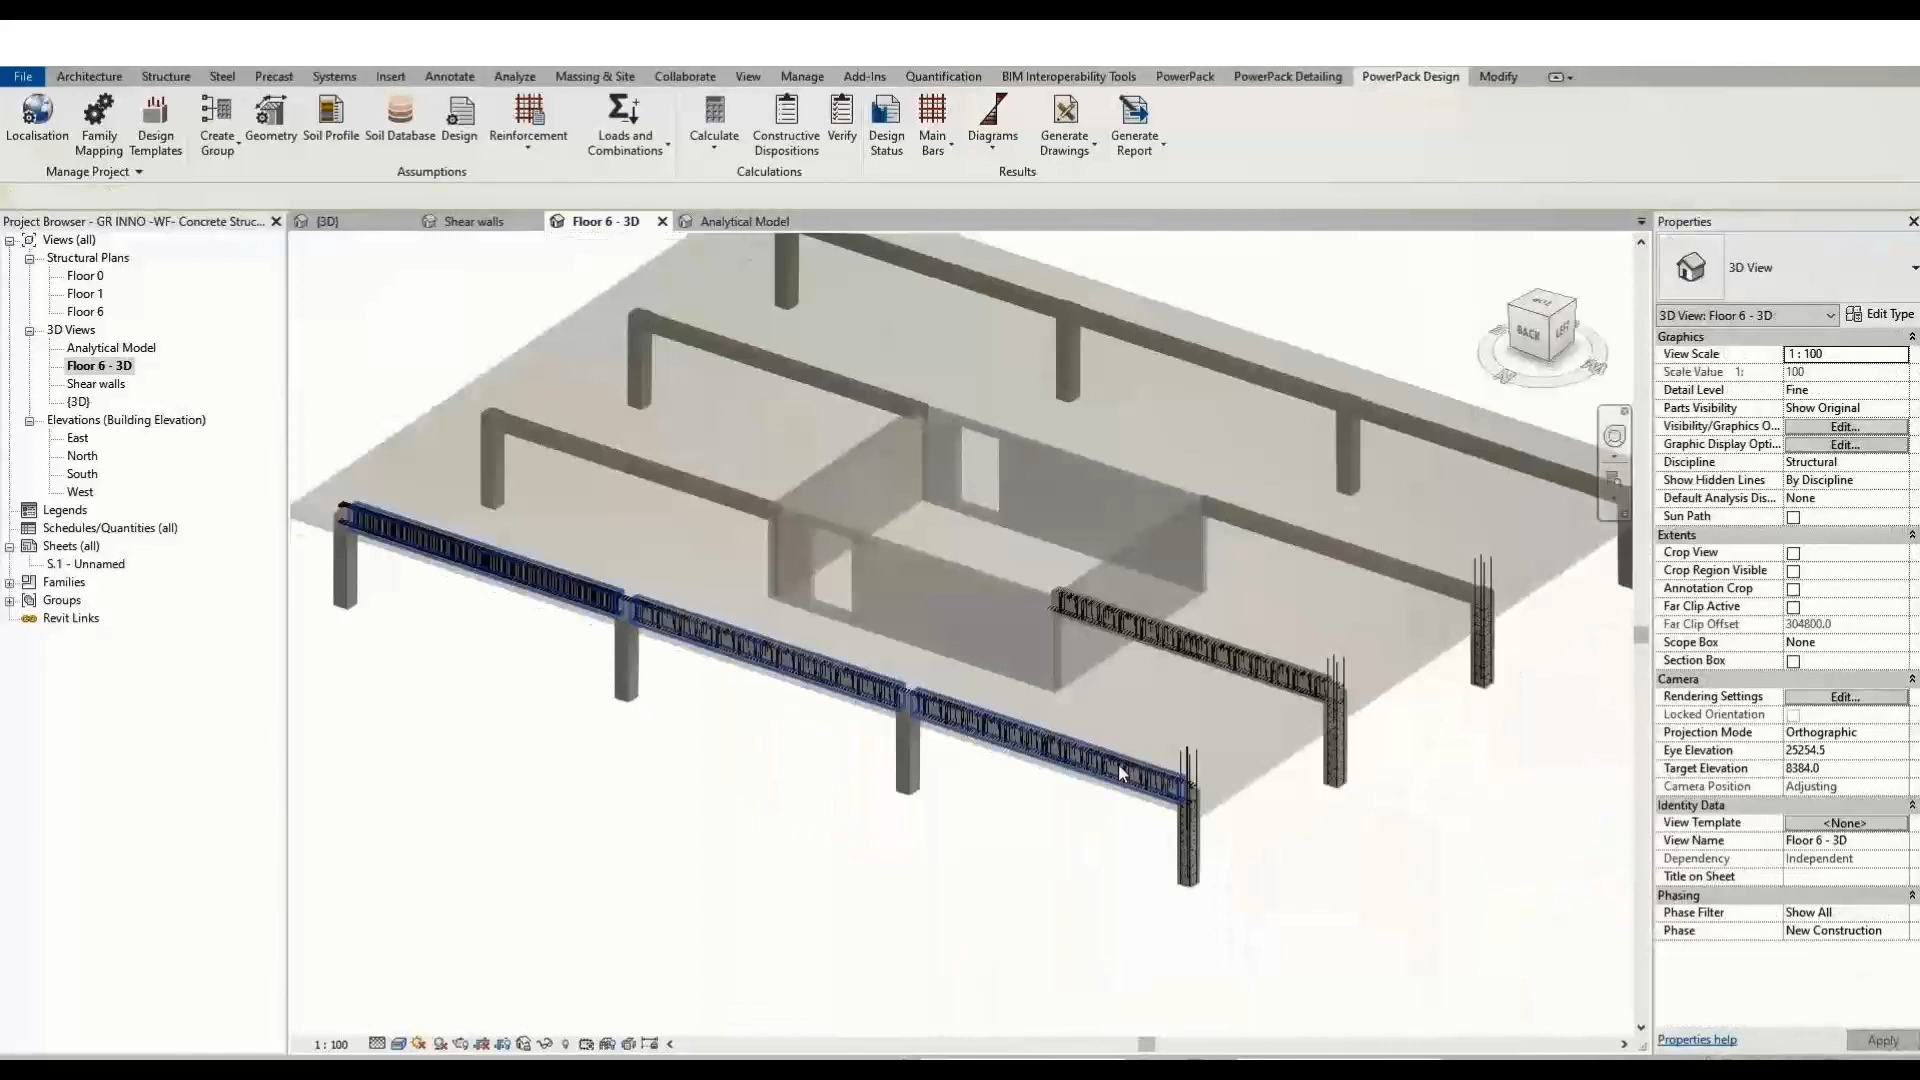 File Architecture Structure Steel Precast Systems Insert Annotate Analyze Massing & Site Collaborate View Manage Add-Ins Quantification BIM Interoperability Tools PowerPack PowerPack Detailing PowerPack Design Modify
Localisation Family Mapping Design Templates Create Group Geometry Soil Profile Soil Database Design Reinforcement Loads and Combinations Calculate Constructive Dispositions Verify Design Status Main Bars Diagrams Generate Drawings Generate Report
Manage Project Assumptions Calculations Results
Project Browser - GR INNO -WF- Concrete Struc...
{3D} Shear walls Floor 6 - 3D Analytical Model
Properties
Views (all)
Structural Plans
Floor 0
Floor 1
Floor 6
3D Views
Analytical Model
Floor 6 - 3D
Shear walls
{3D}
Elevations (Building Elevation)
East
North
South
West
Legends
Schedules/Quantities (all)
Sheets (all)
S.1 - Unnamed
Families
Groups
Revit Links
BACK
LEFT
1 : 100
3D View
3D View: Floor 6 - 3D Edit Type
Graphics
View Scale 1 : 100
Scale Value 1: 100
Detail Level Fine
Parts Visibility Show Original
Visibility/Graphics O... Edit...
Graphic Display Opti... Edit...
Discipline Structural
Show Hidden Lines By Discipline
Default Analysis Dis... None
Sun Path
Extents
Crop View
Crop Region Visible
Annotation Crop
Far Clip Active
Far Clip Offset 304800.0
Scope Box None
Section Box
Camera
Rendering Settings Edit...
Locked Orientation
Projection Mode Orthographic
Eye Elevation 25254.5
Target Elevation 8384.0
Camera Position Adjusting
Identity Data
View Template <None>
View Name Floor 6 - 3D
Dependency Independent
Title on Sheet
Phasing
Phase Filter Show All
Phase New Construction
Properties help Apply